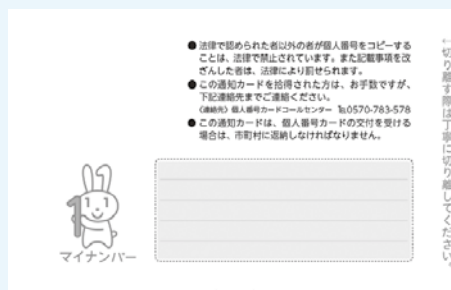 ● 法律で認められた者以外の者が個人番号をコピーする
ことは、法律で禁止されています。また記載事項を改
ざんした者は、法律により罰せられます。
● この通知カードを拾得された方は、お手数ですが、
下記連絡先までご連絡ください。
〈連絡先〉個人番号カードコールセンター ℡0570-783-578
● この通知カードは、個人番号カードの交付を受ける
場合は、市町村に返納しなければなりません。
1
マイナンバー
←切り離す際は丁寧に切り離してください。